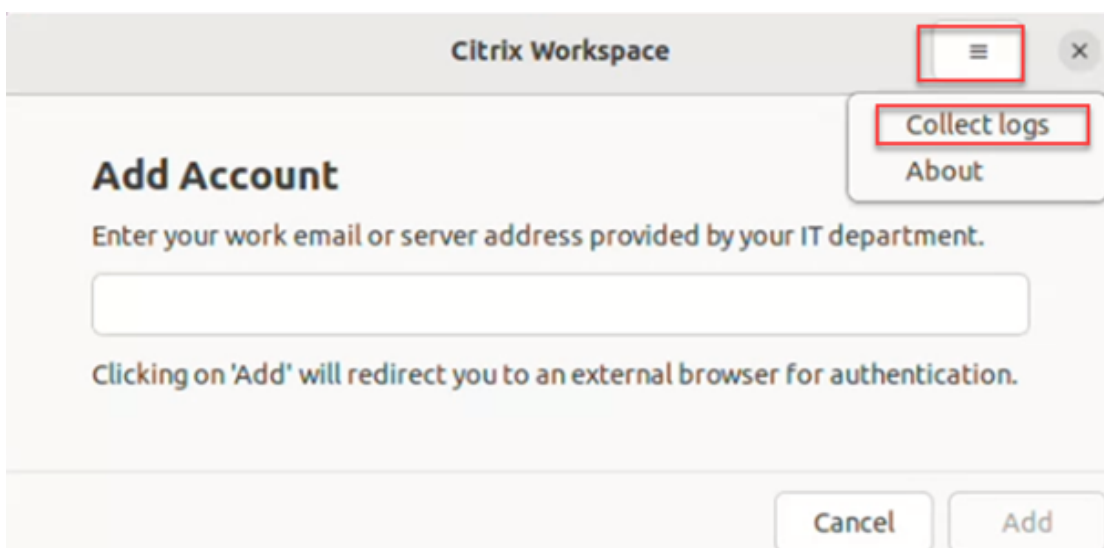 Citrix Workspace
Collect logs
About
Add Account
Enter your work email or server address provided by your IT department.
Clicking on 'Add' will redirect you to an external browser for authentication.
Cancel
Add